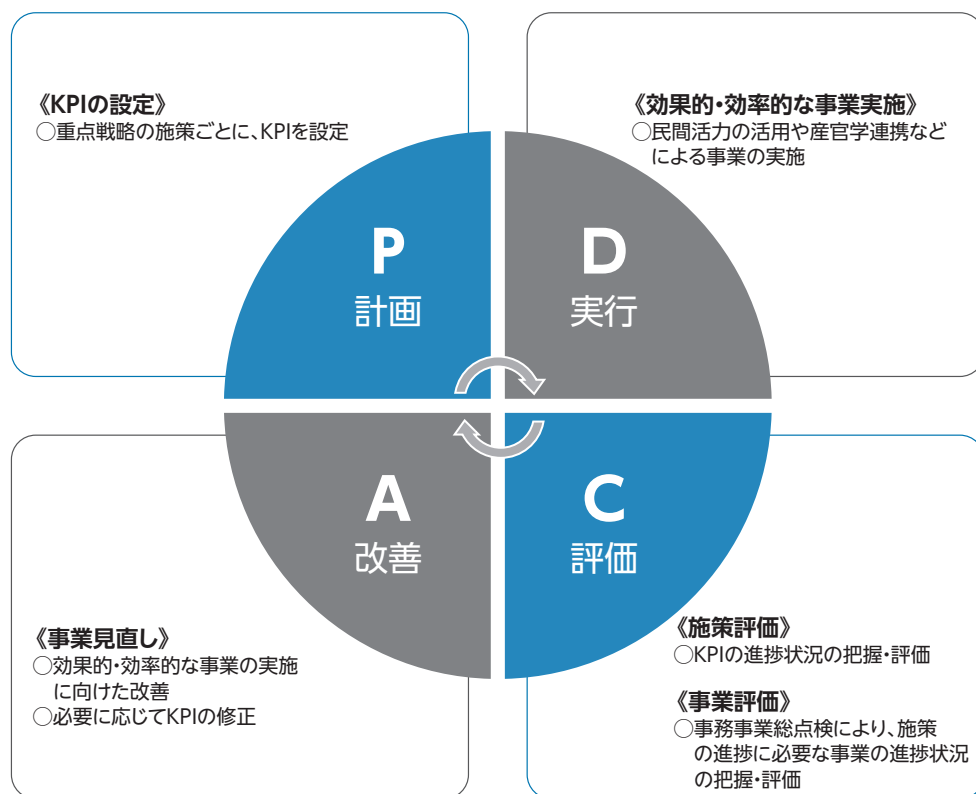 《KPIの設定》
○重点戦略の施策ごとに、KPIを設定
《効果的・効率的な事業実施》
○民間活力の活用や産官学連携など
による事業の実施
P
計画
D
実行
A
改善
C
評価
《事業見直し》
○効果的・効率的な事業の実施
に向けた改善
○必要に応じてKPIの修正
《施策評価》
○KPIの進捗状況の把握・評価
《事業評価》
○事務事業総点検により、施策
の進捗に必要な事業の進捗状況
の把握・評価